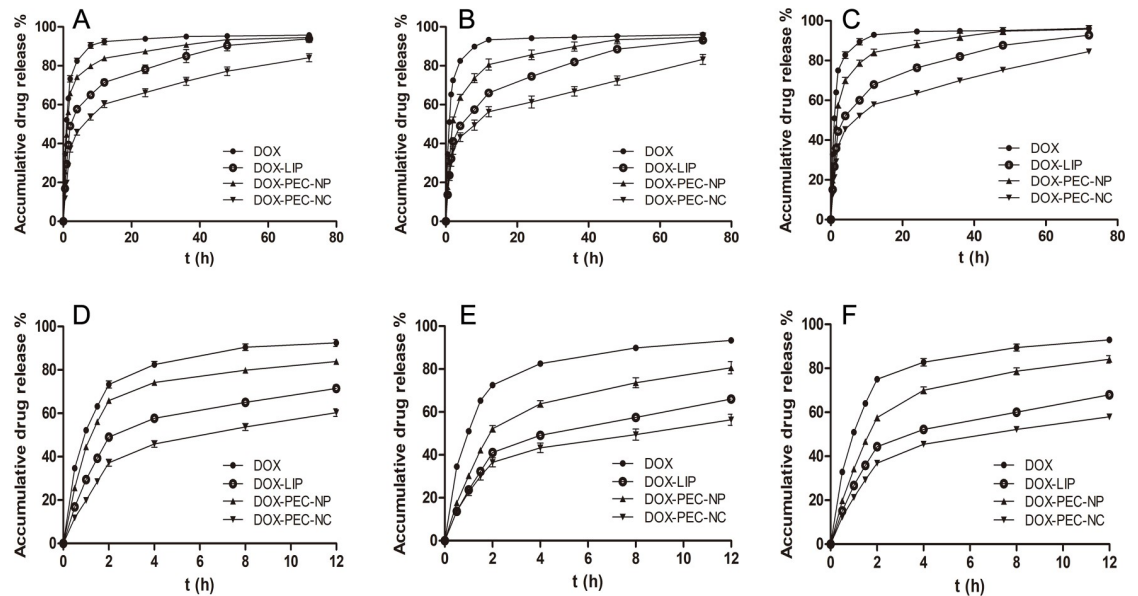 A
Accumulative drug release %
100
80
60
40
20
0
DOX
DOX-LIP
DOX-PEC-NP
DOX-PEC-NC
0 20 40 60 80
t (h)
B
Accumulative drug release %
100
80
60
40
20
0
DOX
DOX-LIP
DOX-PEC-NP
DOX-PEC-NC
0 20 40 60 80
t (h)
C
Accumulative drug release %
100
80
60
40
20
0
DOX
DOX-LIP
DOX-PEC-NP
DOX-PEC-NC
0 20 40 60 80
t (h)
D
Accumulative drug release %
100
80
60
40
20
0
DOX
DOX-LIP
DOX-PEC-NP
DOX-PEC-NC
0 2 4 6 8 10 12
t (h)
E
Accumulative drug release %
100
80
60
40
20
0
DOX
DOX-LIP
DOX-PEC-NP
DOX-PEC-NC
0 2 4 6 8 10 12
t (h)
F
Accumulative drug release %
100
80
60
40
20
0
DOX
DOX-LIP
DOX-PEC-NP
DOX-PEC-NC
0 2 4 6 8 10 12
t (h)